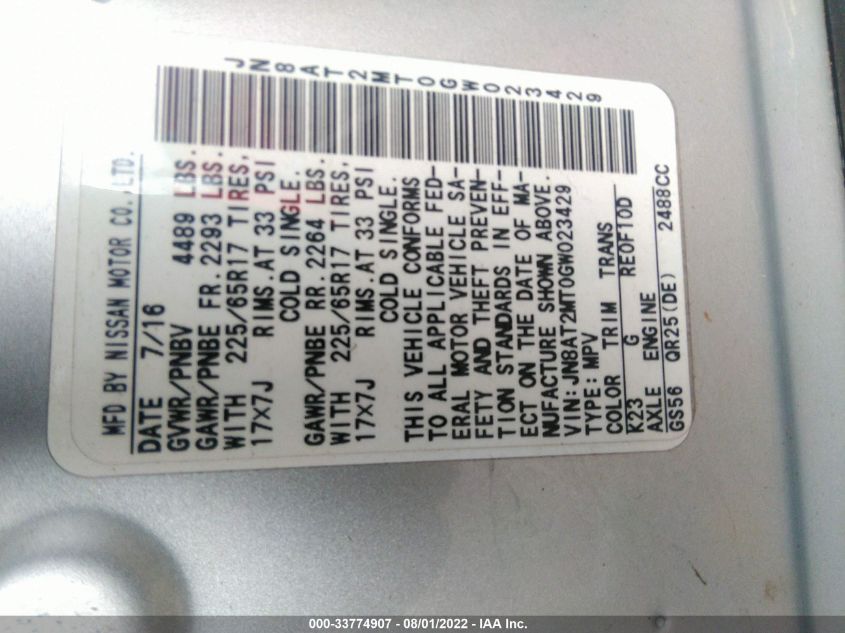 JN8AT2MT0GW023429
MFD BY NISSAN MOTOR CO., LTD.
DATE 7/16
GVWR/PNBV 4489 LBS.
GAWR/PNBE FR. 2293 LBS.
WITH 225/65R17 TIRES,
17X7J RIMS. AT 33 PSI
COLD SINGLE.
GAWR/PNBE RR. 2264 LBS.
WITH 225/65R17 TIRES,
17X7J RIMS. AT 33 PSI
COLD SINGLE.
THIS VEHICLE CONFORMS
TO ALL APPLICABLE FED-
ERAL MOTOR VEHICLE SA-
FETY AND THEFT PREVEN-
TION STANDARDS IN EFF-
ECT ON THE DATE OF MA-
NUFACTURE SHOWN ABOVE.
VIN: JN8AT2MT0GW023429
TYPE: MPV
COLOR TRIM TRANS
K23 G RE0F10D
AXLE ENGINE
GS56 QR25(DE) 2488CC
000-33774907 - 08/01/2022 - IAA Inc.